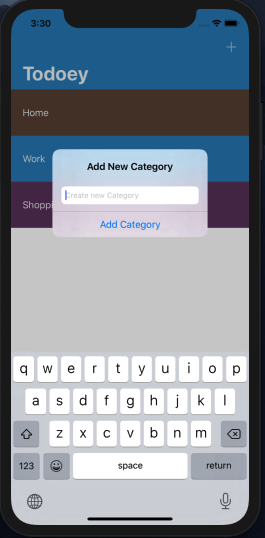 3:30
Todoey
Home
Work
Shoppi
Add New Category
Create new Category
Add Category
q w e r t y u i o p
a s d f g h j k l
z x c v b n m
123 space return